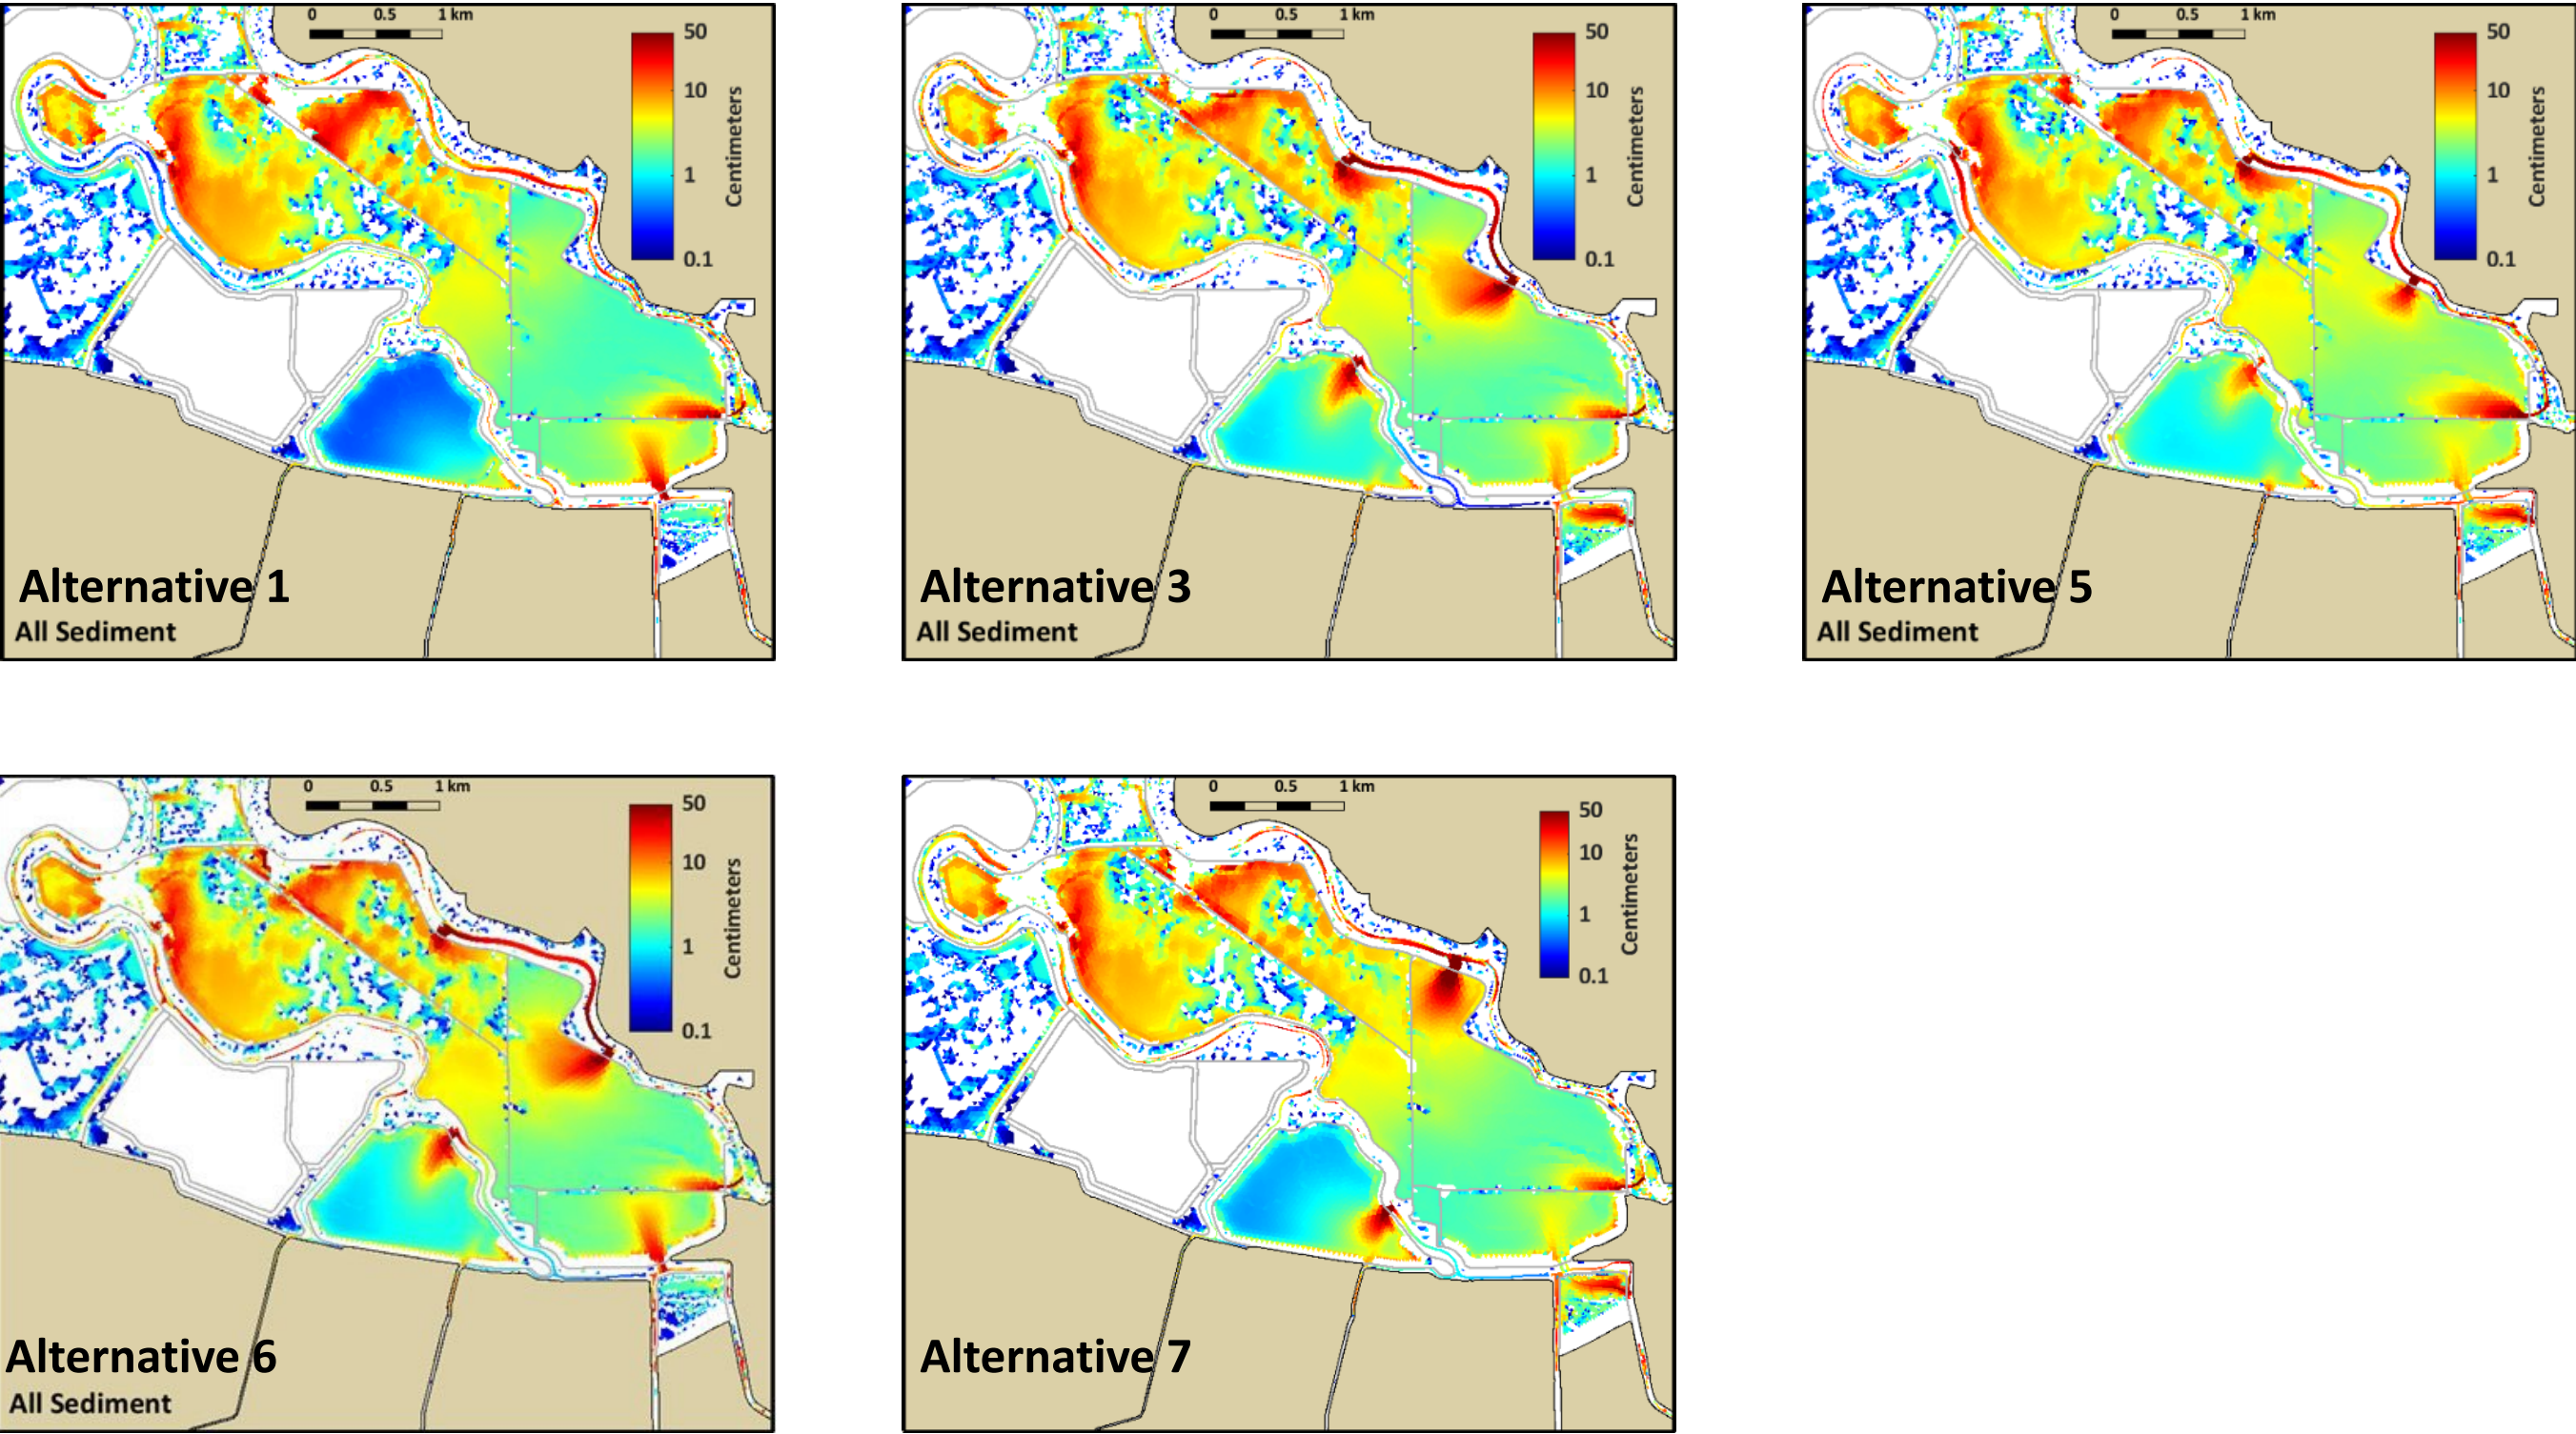 0 0.5 1 km
50
10
1
0.1
Centimeters
Alternative 1
All Sediment
0 0.5 1 km
50
10
1
0.1
Centimeters
Alternative 3
All Sediment
0 0.5 1 km
50
10
1
0.1
Centimeters
Alternative 5
All Sediment
0 0.5 1 km
50
10
1
0.1
Centimeters
Alternative 6
All Sediment
0 0.5 1 km
50
10
1
0.1
Centimeters
Alternative 7